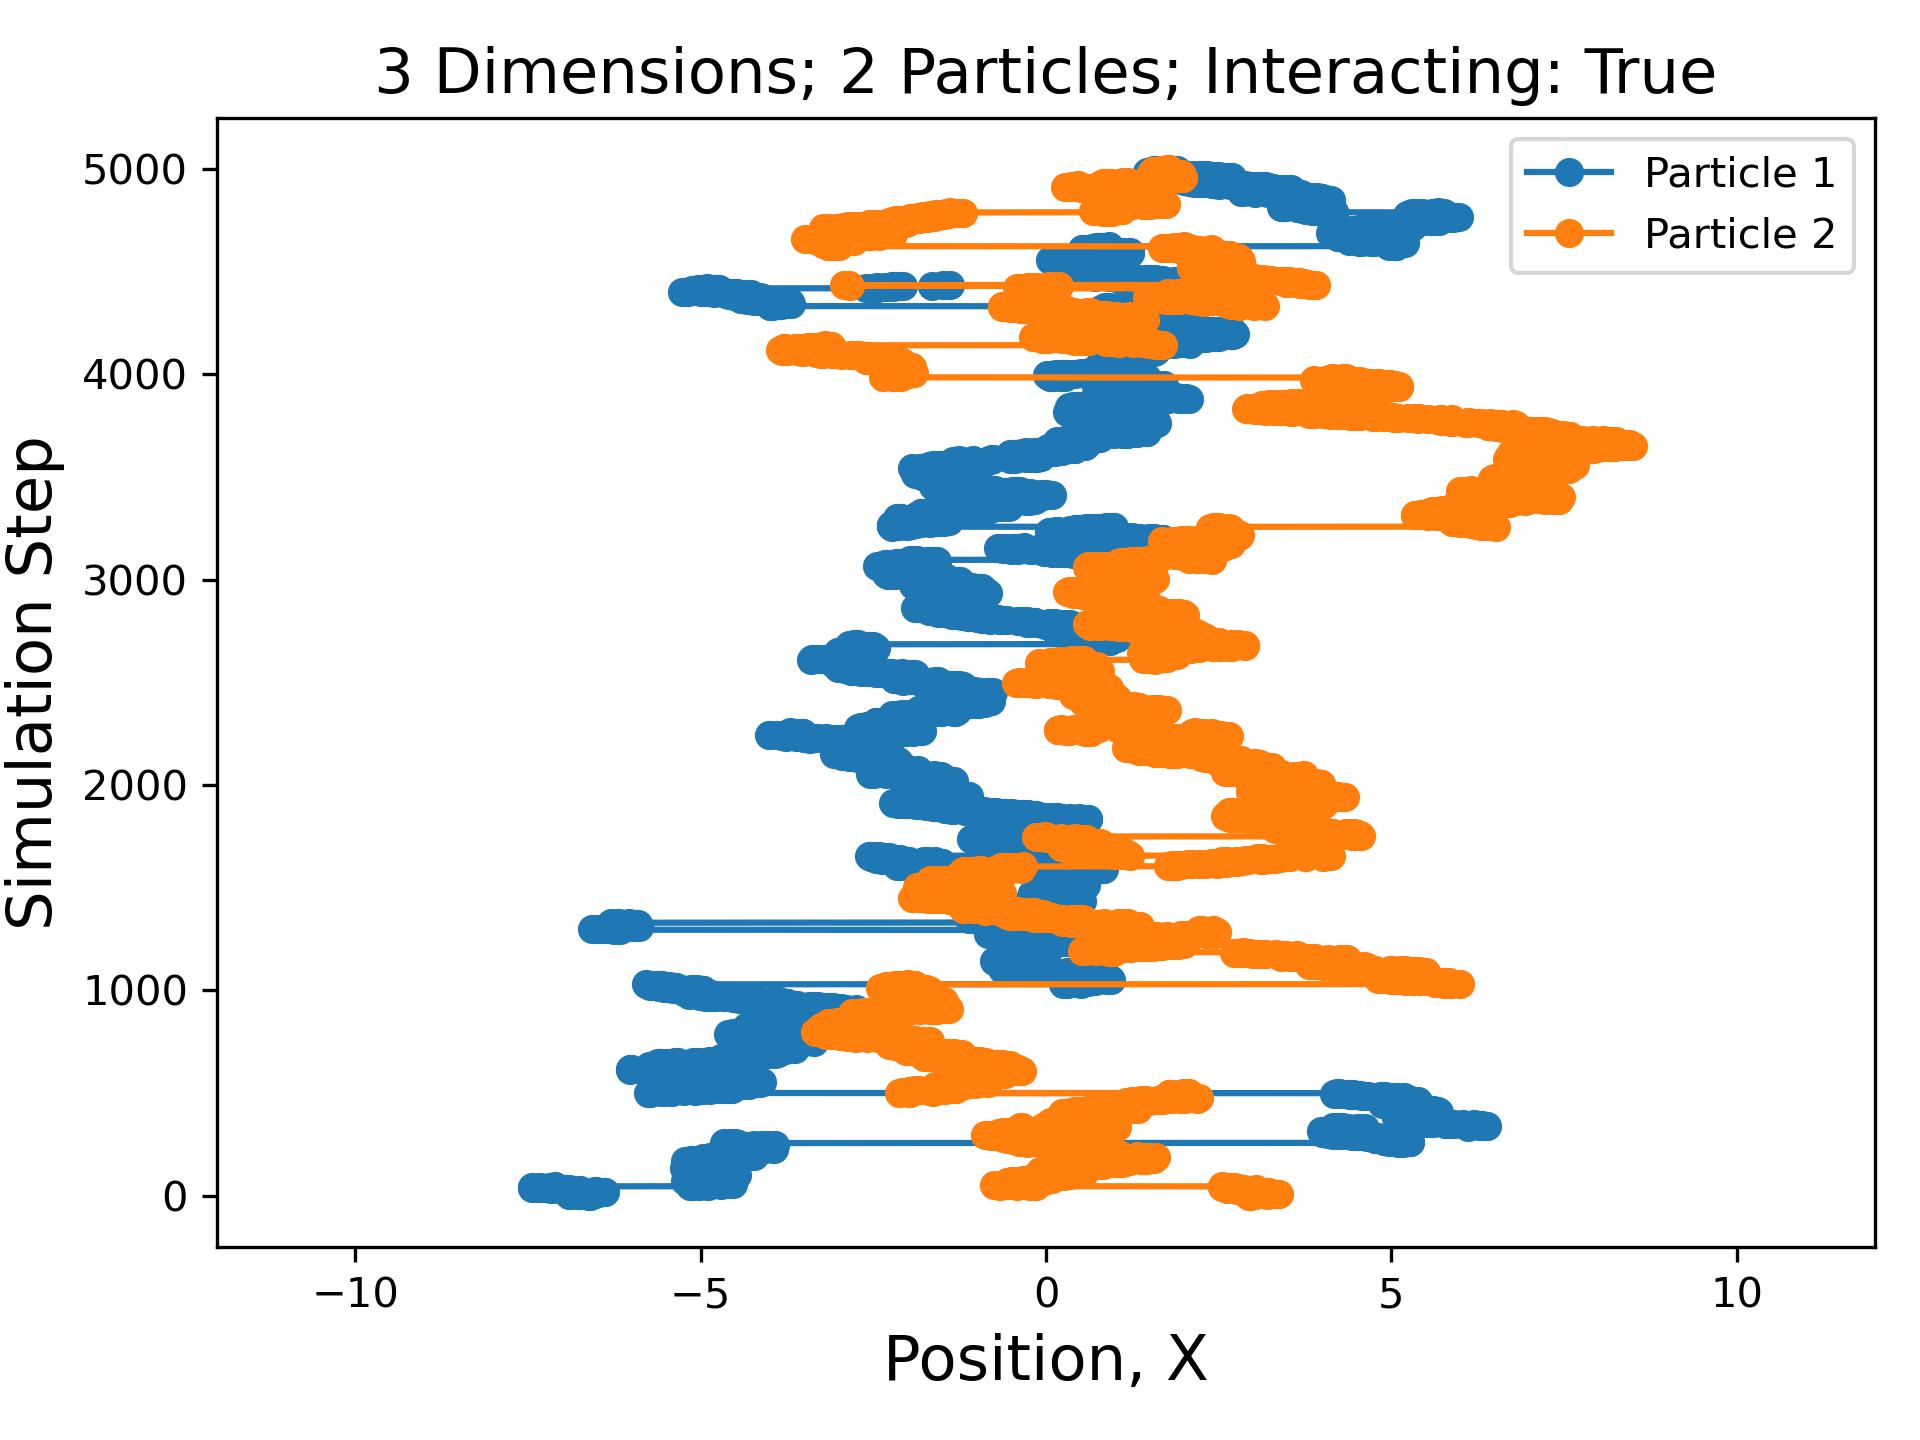 3 Dimensions; 2 Particles; Interacting: True
Particle 1
Particle 2
Simulation Step
5000
4000
3000
2000
1000
0
−10
−5
0
5
10
Position, X